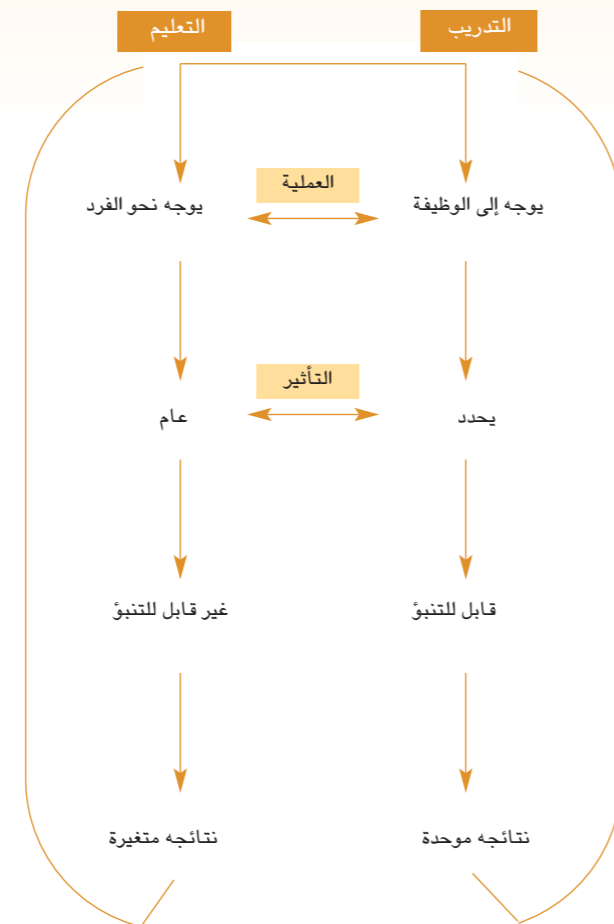 التدريب
التعليم
العملية
يوجه إلى الوظيفة
يوجه نحو الفرد
التأثير
يحدد
عام
قابل للتنبؤ
غير قابل للتنبؤ
نتائجه موحدة
نتائجه متغيرة